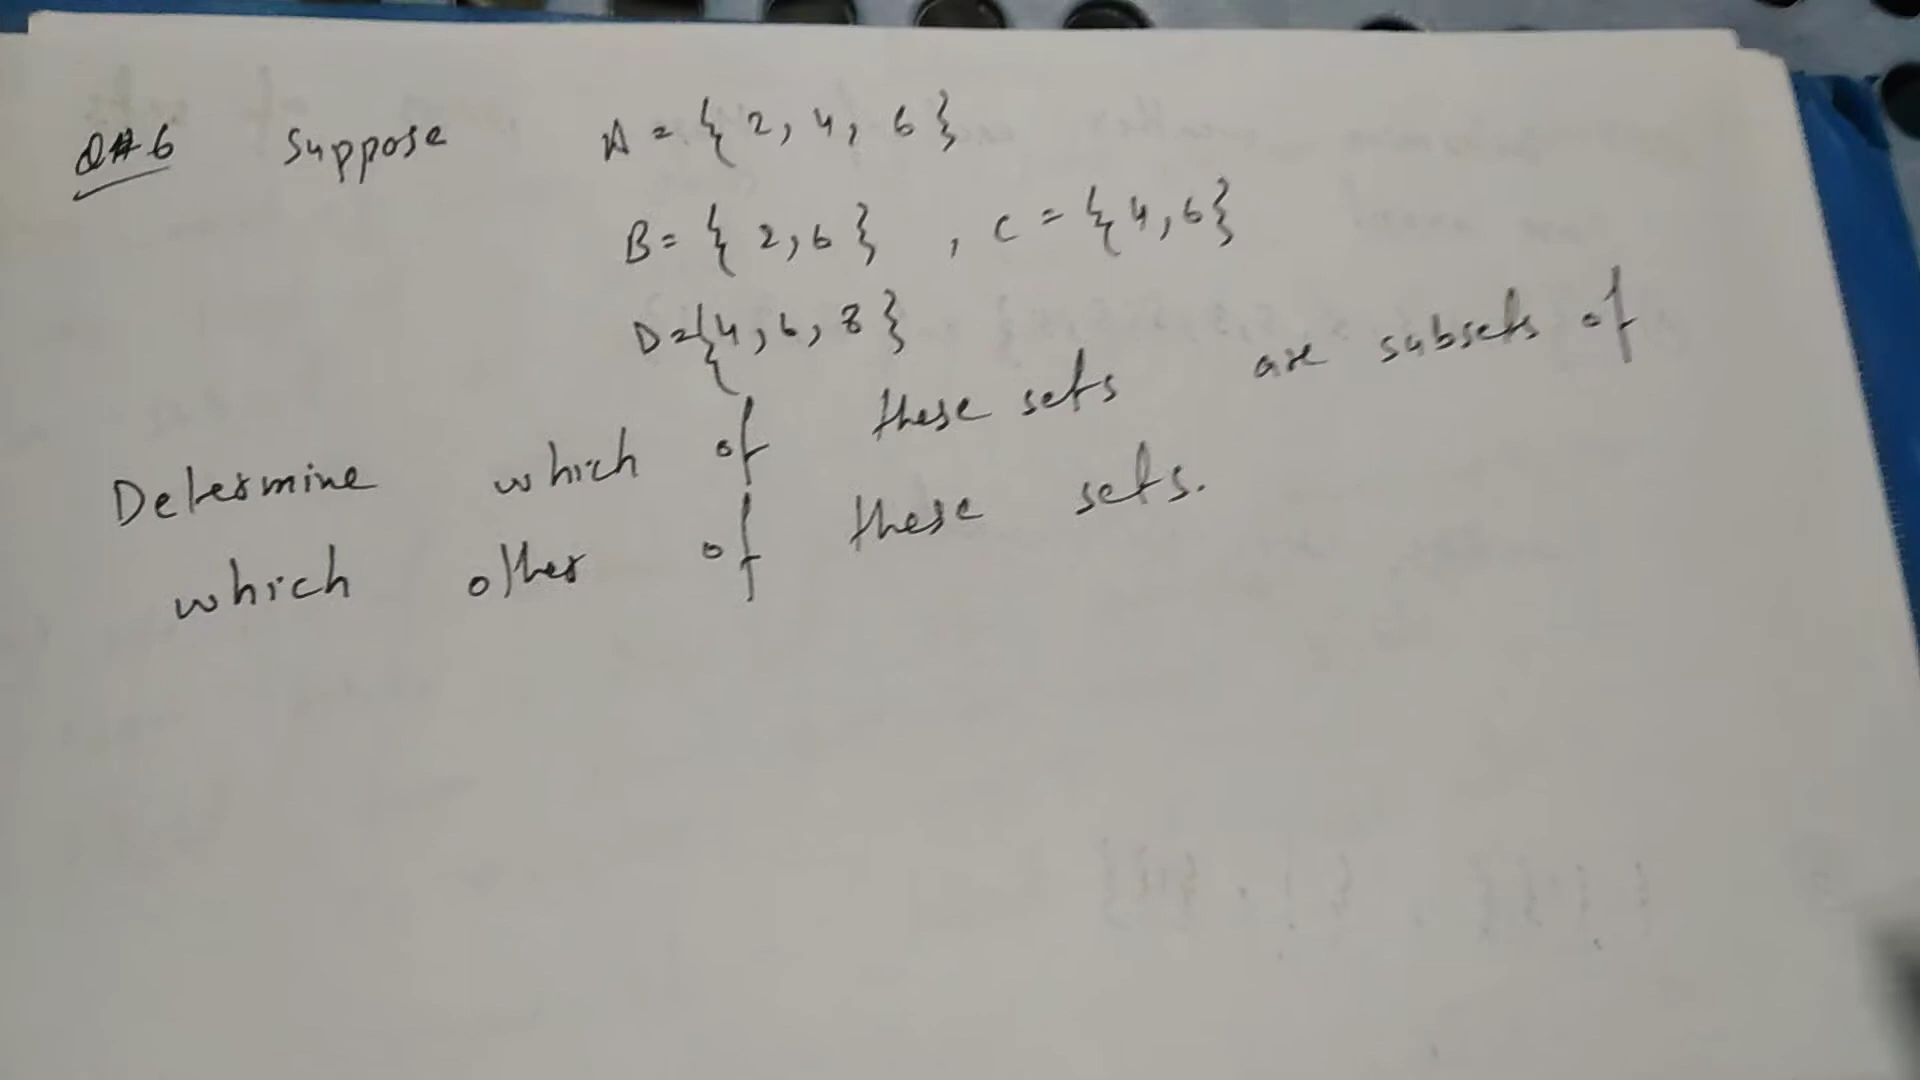 Q#6 Suppose A = { 2, 4, 6 }
B = { 2, 6 } , C = { 4, 6 }
D = { 4, 6, 8 }
Determine which of these sets are subsets of
which other of these sets.